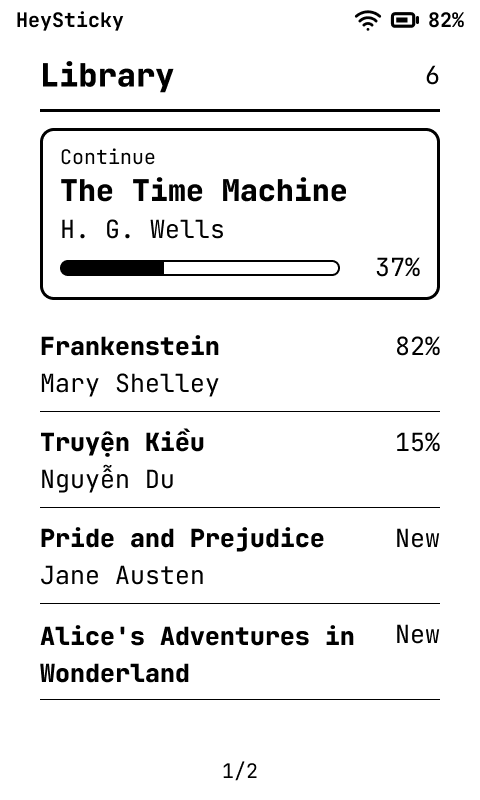 HeySticky 82%
Library 6
Continue
The Time Machine
H. G. Wells
37%
Frankenstein 82%
Mary Shelley
Truyện Kiều 15%
Nguyễn Du
Pride and Prejudice New
Jane Austen
Alice's Adventures in New
Wonderland
1/2